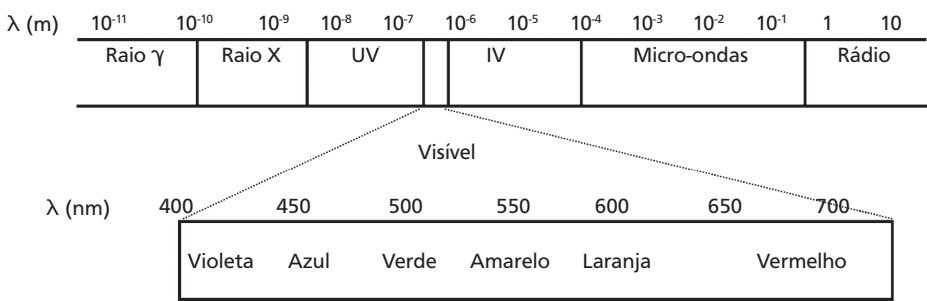 λ (m) 10⁻¹¹ 10⁻¹⁰ 10⁻⁹ 10⁻⁸ 10⁻⁷ 10⁻⁶ 10⁻⁵ 10⁻⁴ 10⁻³ 10⁻² 10⁻¹ 1 10
Raio γ Raio X UV IV Micro-ondas Rádio
Visível
λ (nm) 400 450 500 550 600 650 700
Violeta Azul Verde Amarelo Laranja Vermelho